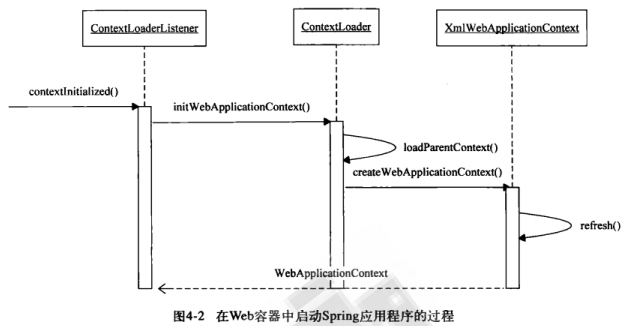 ContextLoaderListener
ContextLoader
XmlWebApplicationContext
contextInitialized()
initWebApplicationContext()
loadParentContext()
createWebApplicationContext()
refresh()
WebApplicationContext
图4-2 在Web容器中启动Spring应用程序的过程